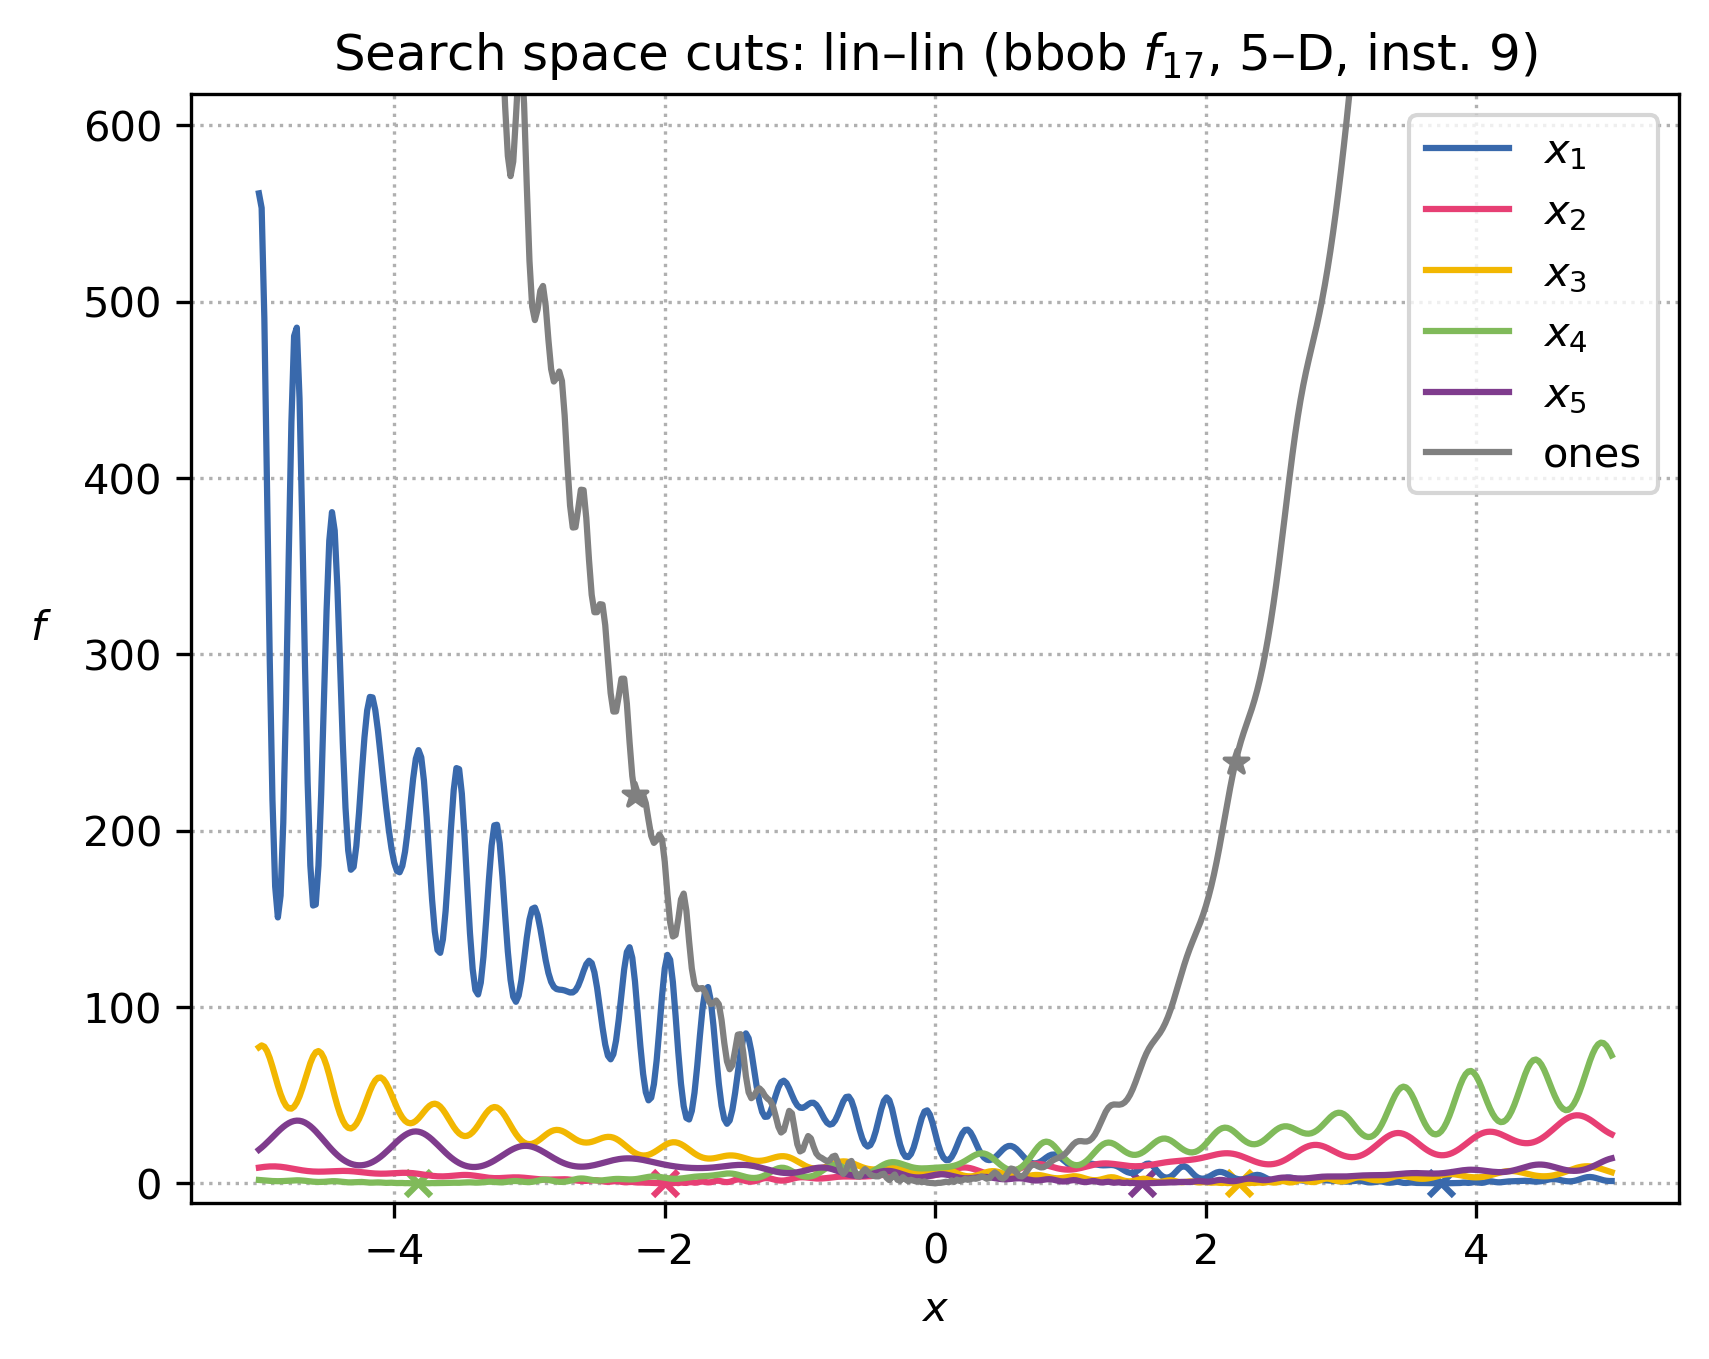 Search space cuts: lin–lin (bbob f₁₇, 5–D, inst. 9)
600
500
400
300
200
100
0
f
−4
−2
0
2
4
x
x₁
x₂
x₃
x₄
x₅
ones